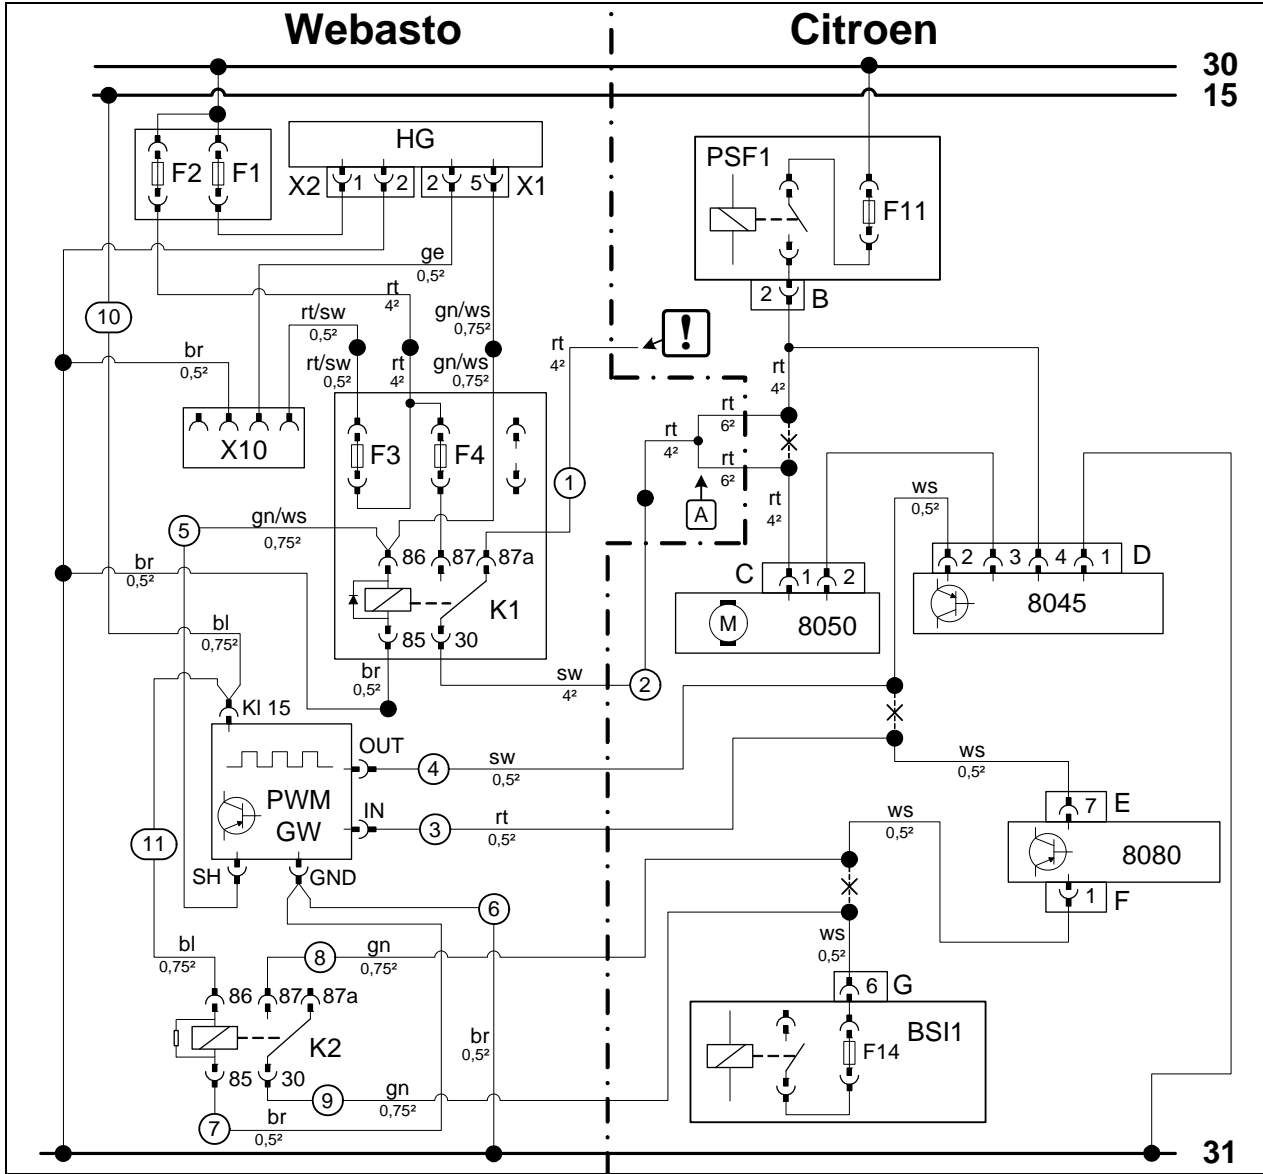 Webasto
Citroen
30
15
HG
PSF1
F2
F1
X2
1
2
2
5
X1
F11
ge
0,5²
2
B
rt
4²
10
rt/sw
0,5²
gn/ws
0,75²
!
rt
4²
br
0,5²
rt/sw
0,5²
rt
4²
gn/ws
0,75²
rt
4²
rt
6²
X10
F3
F4
rt
4²
rt
6²
1
ws
0,5²
rt
4²
A
5
gn/ws
0,75²
86
87
87a
2
3
4
1
D
br
0,5²
C
1
2
8045
K1
M
8050
bl
0,75²
85
30
br
0,5²
sw
4²
2
Kl 15
OUT
4
sw
0,5²
ws
0,5²
PWM
GW
IN
3
rt
0,5²
7
E
ws
0,5²
11
8080
SH
GND
1
F
6
ws
0,5²
bl
0,75²
8
gn
0,75²
6
G
86
87
87a
BSI1
K2
br
0,5²
F14
85
30
9
gn
0,75²
7
br
0,5²
31